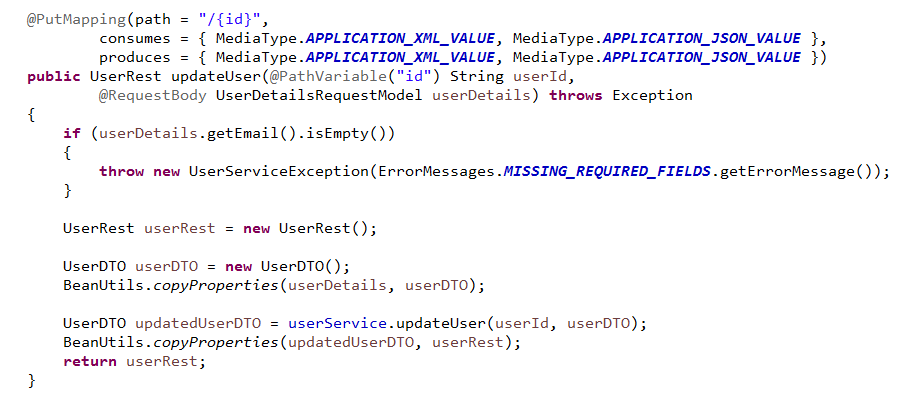 @PutMapping(path = "/{id}",
consumes = { MediaType.APPLICATION_XML_VALUE, MediaType.APPLICATION_JSON_VALUE },
produces = { MediaType.APPLICATION_XML_VALUE, MediaType.APPLICATION_JSON_VALUE })
public UserRest updateUser(@PathVariable("id") String userId,
@RequestBody UserDetailsRequestModel userDetails) throws Exception
{
if (userDetails.getEmail().isEmpty())
{
throw new UserServiceException(ErrorMessages.MISSING_REQUIRED_FIELDS.getErrorMessage());
}
UserRest userRest = new UserRest();
UserDTO userDTO = new UserDTO();
BeanUtils.copyProperties(userDetails, userDTO);
UserDTO updatedUserDTO = userService.updateUser(userId, userDTO);
BeanUtils.copyProperties(updatedUserDTO, userRest);
return userRest;
}